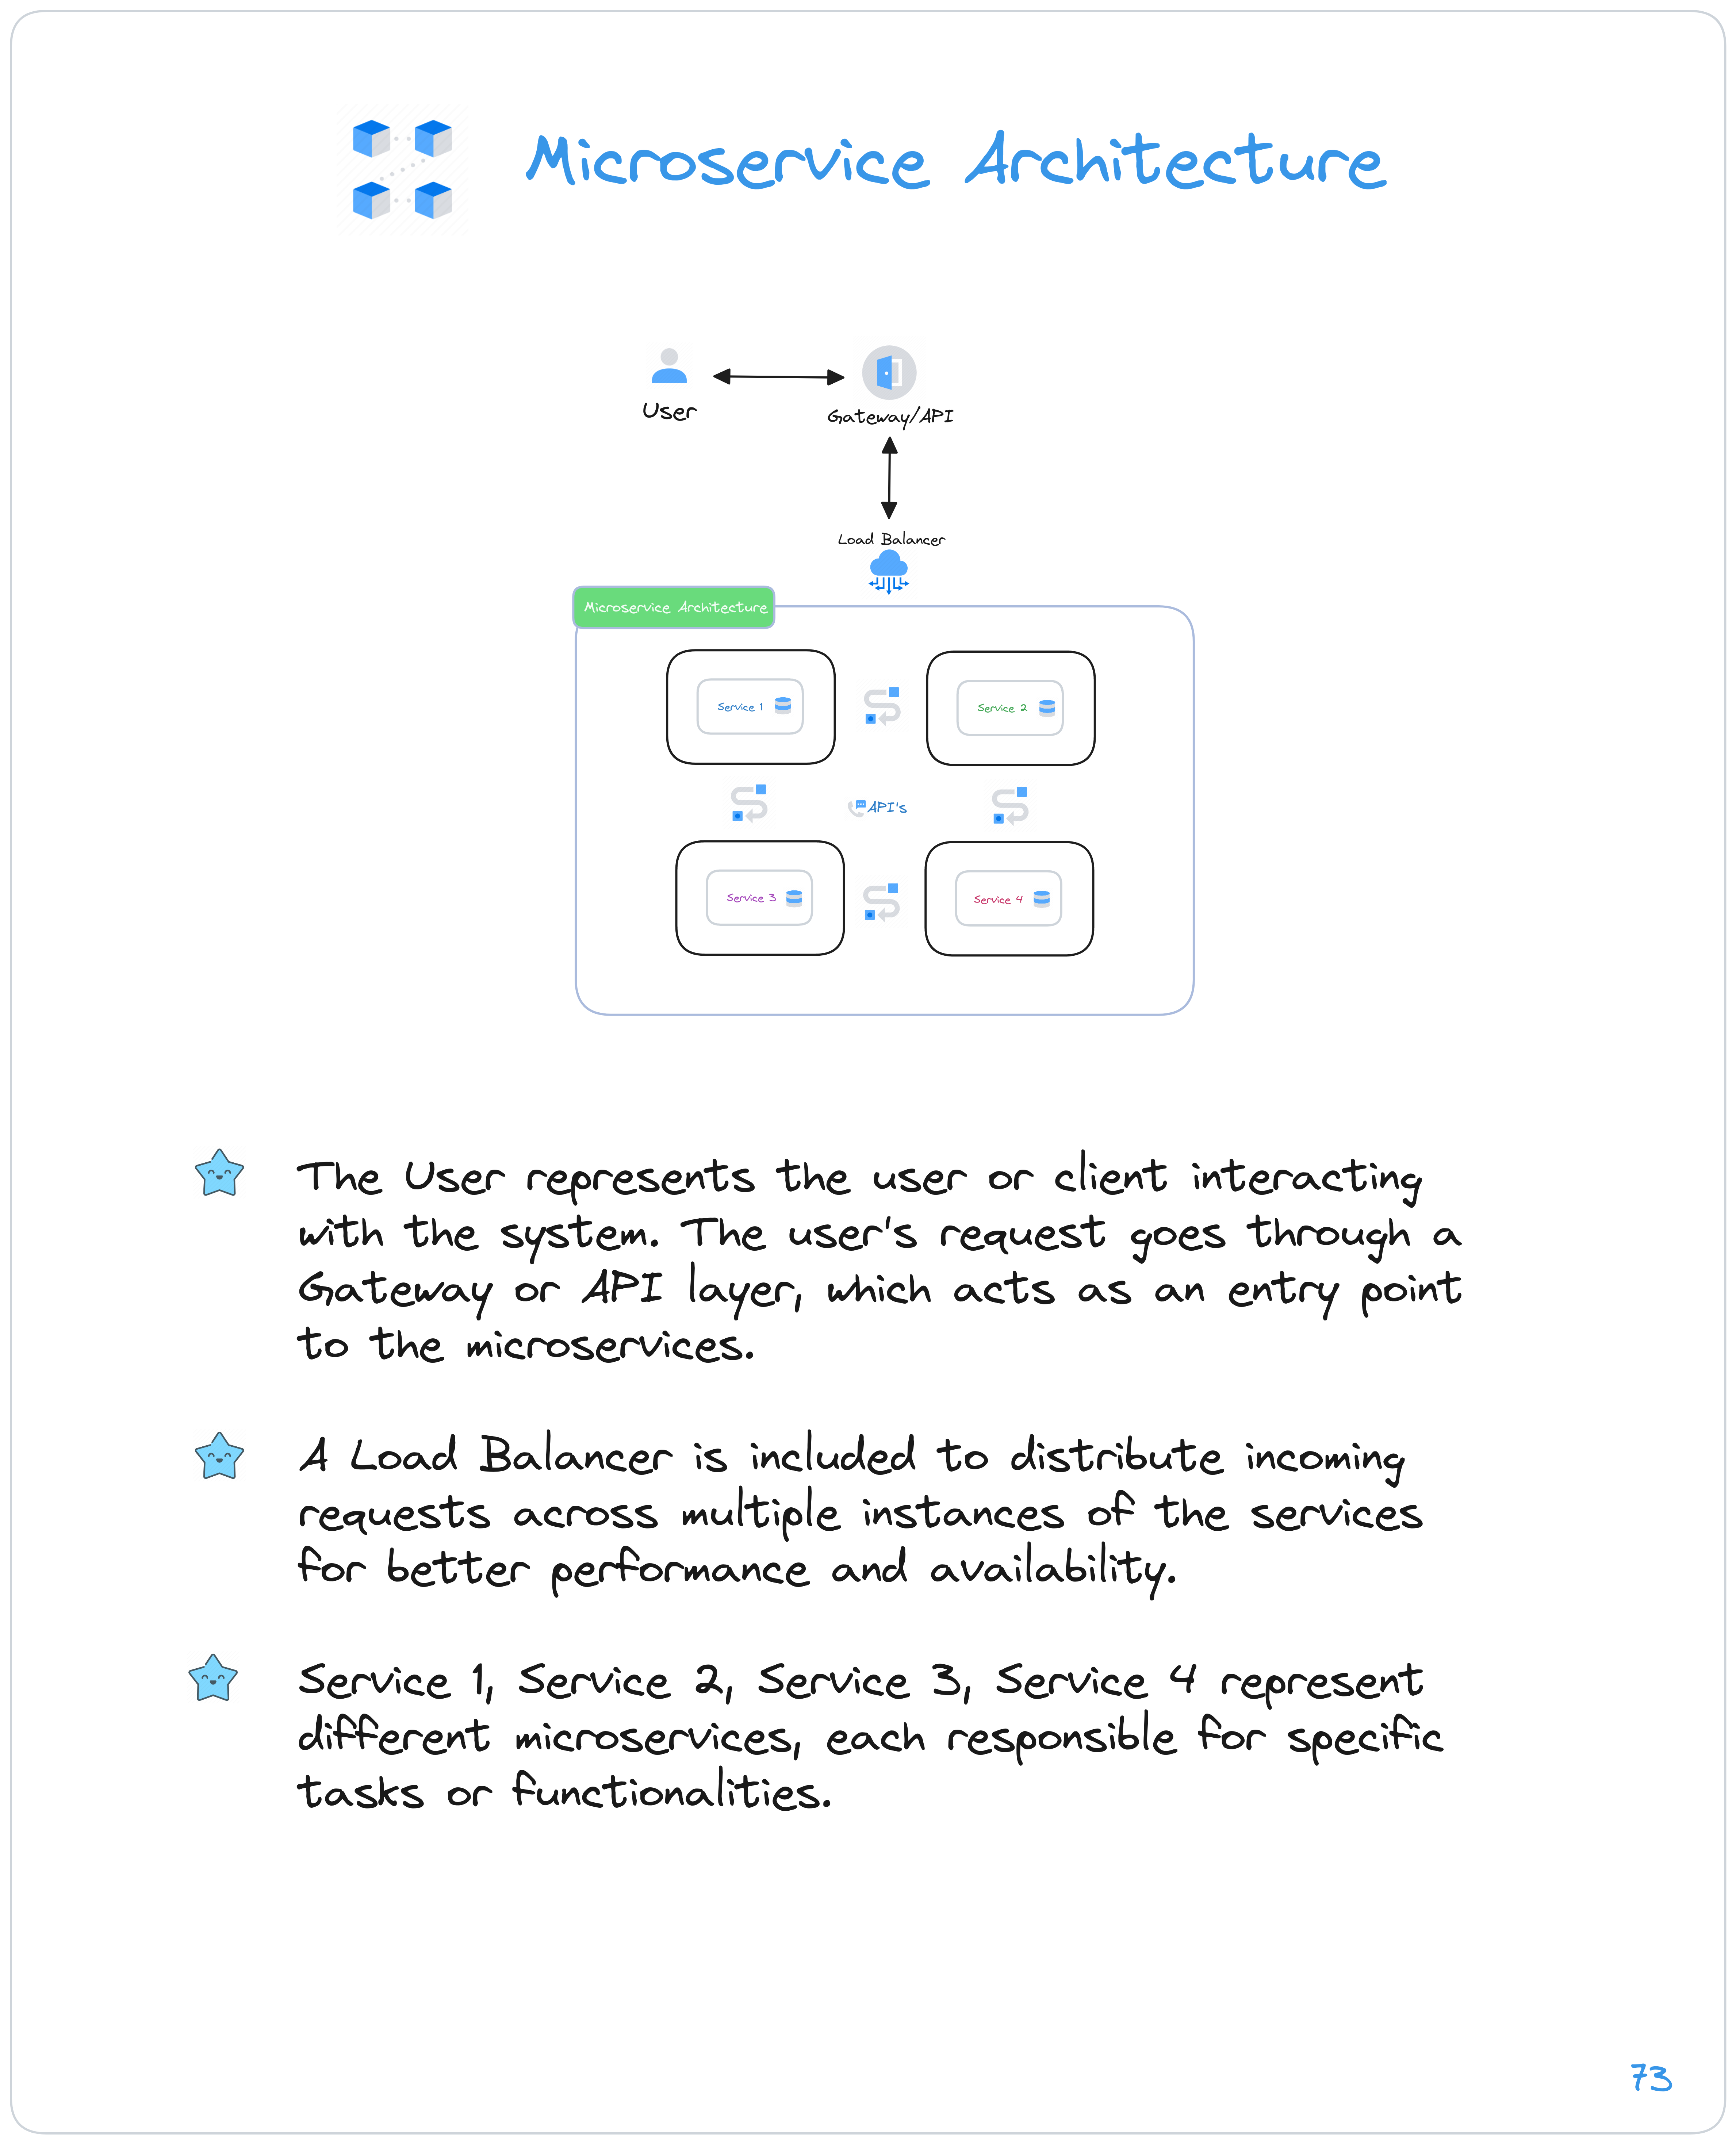 Microservice Architecture
User
Gateway/API
Load Balancer
Microservice Architecture
Service 1
Service 2
API's
Service 3
Service 4
The User represents the user or client interacting
with the system. The user's request goes through a
Gateway or API layer, which acts as an entry point
to the microservices.
A Load Balancer is included to distribute incoming
requests across multiple instances of the services
for better performance and availability.
Service 1, Service 2, Service 3, Service 4 represent
different microservices, each responsible for specific
tasks or functionalities.
73